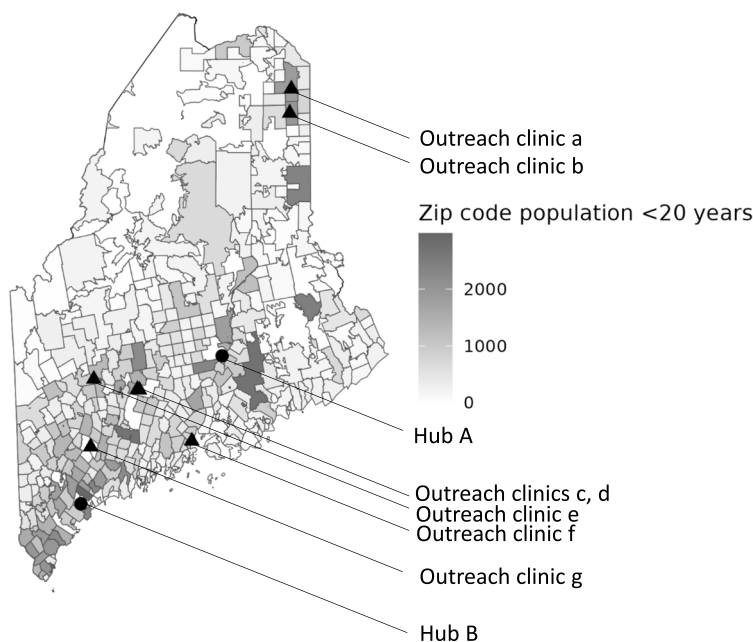 Outreach clinic a
Outreach clinic b
Zip code population <20 years
2000
1000
0
Hub A
Outreach clinics c, d
Outreach clinic e
Outreach clinic f
Outreach clinic g
Hub B